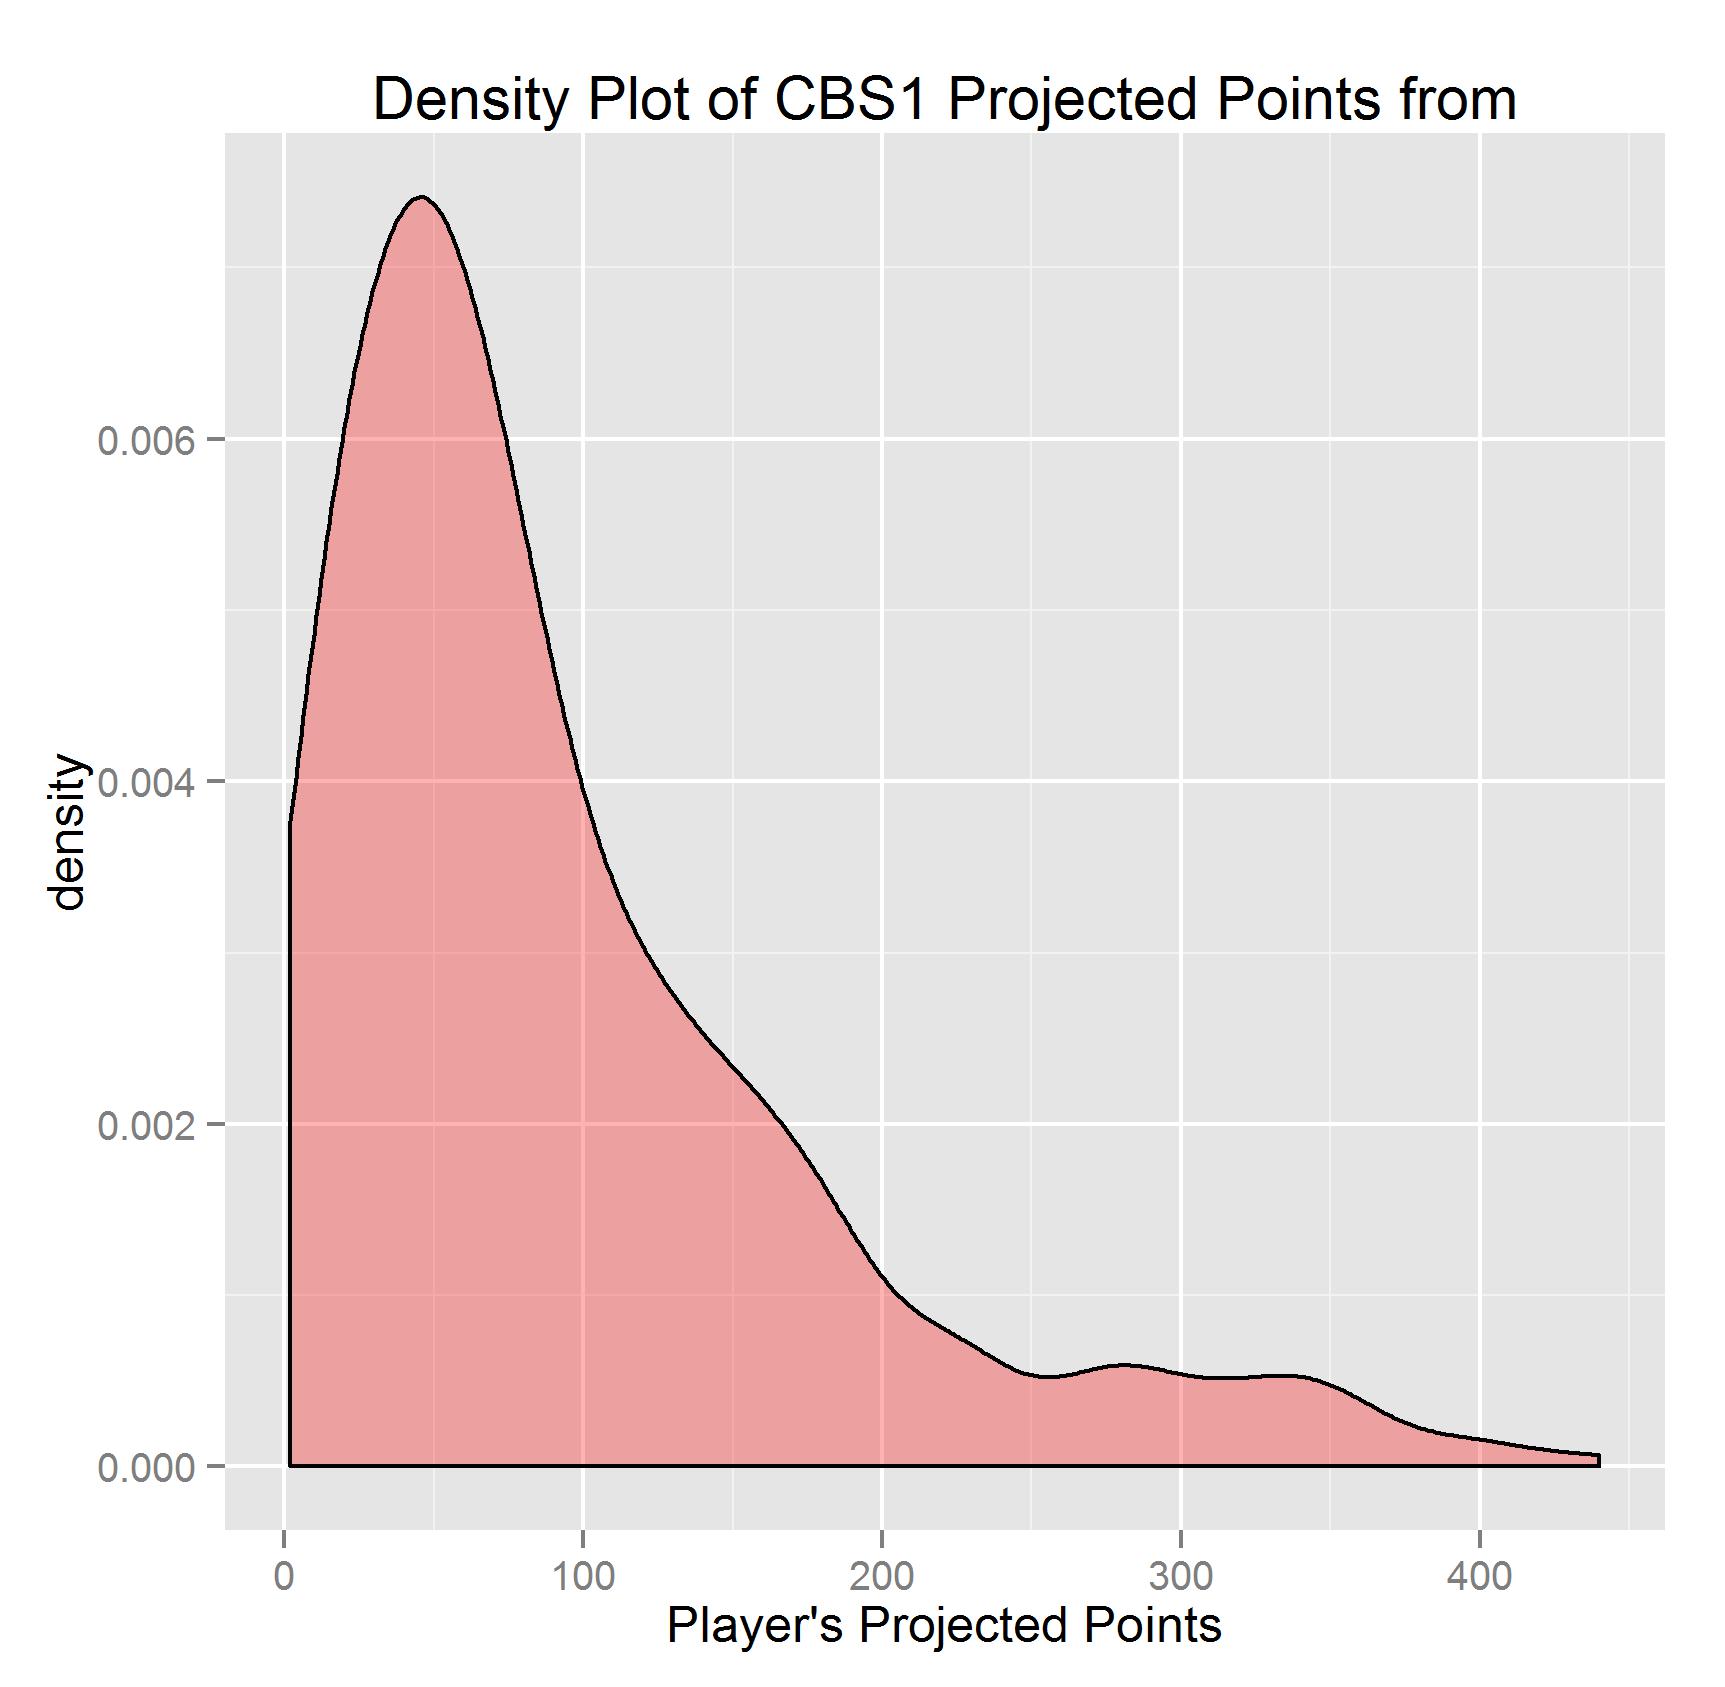 Density Plot of CBS1 Projected Points from
density
0.006
0.004
0.002
0.000
0 100 200 300 400
Player's Projected Points